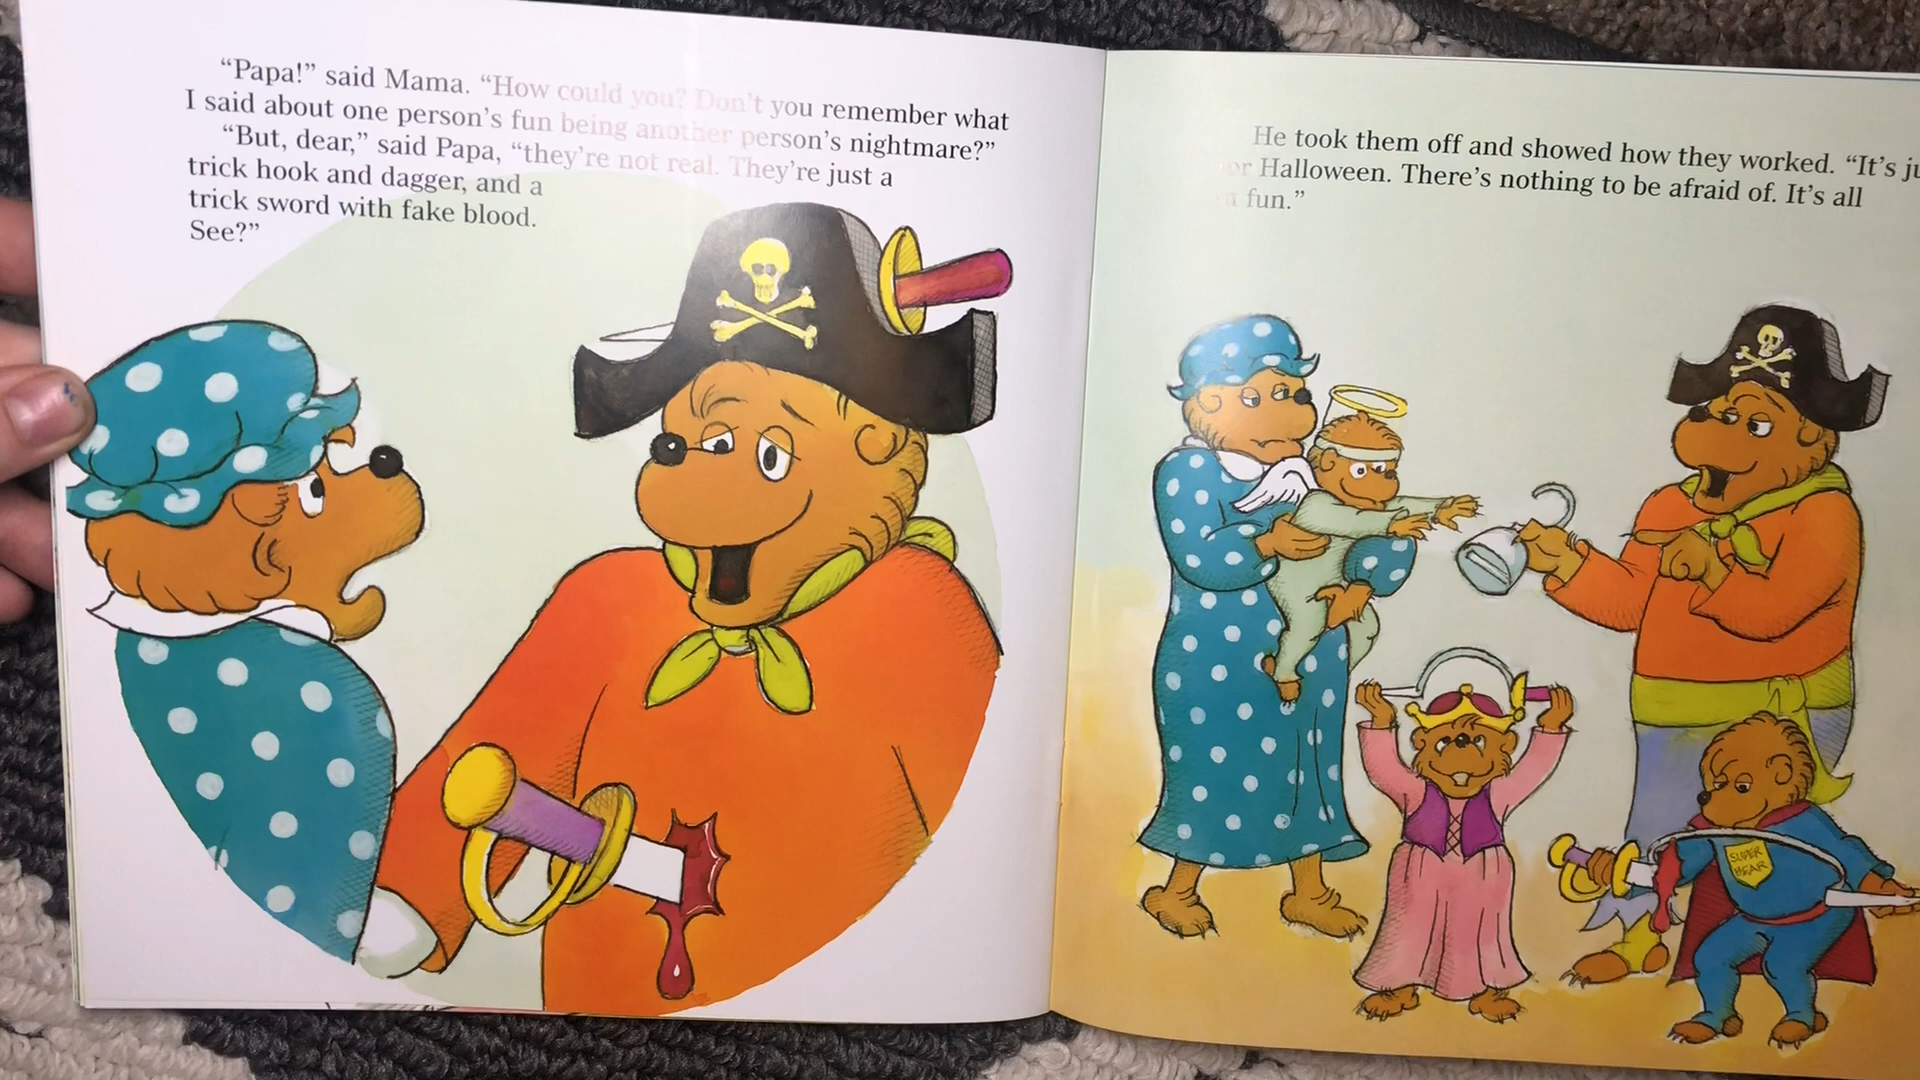 “Papa!” said Mama. “How could you? Don’t you remember what
I said about one person’s fun being another person’s nightmare?”
“But, dear,” said Papa, “they’re not real. They’re just a
trick hook and dagger, and a
trick sword with fake blood.
See?”
He took them off and showed how they worked. “It’s
or Halloween. There’s nothing to be afraid of. It’s all
fun.”
SUPER
BEAR